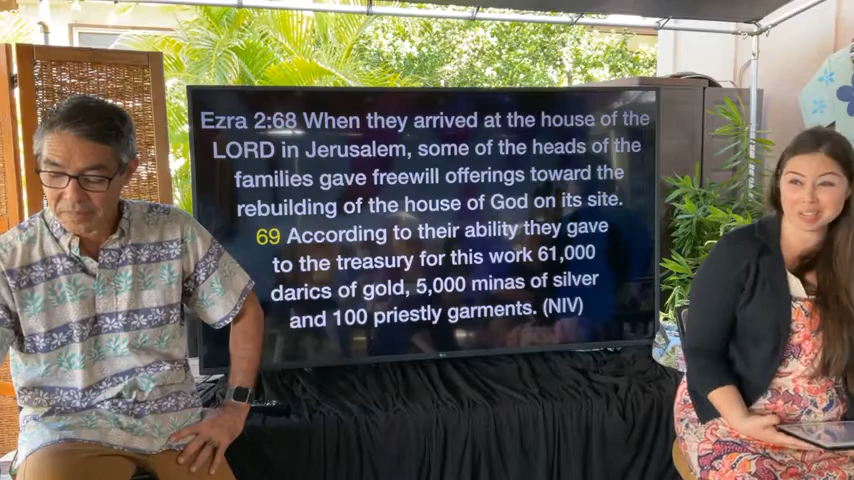 Ezra 2:68 When they arrived at the house of the
LORD in Jerusalem, some of the heads of the
families gave freewill offerings toward the
rebuilding of the house of God on its site.
69 According to their ability they gave
to the treasury for this work 61,000
darics of gold, 5,000 minas of silver
and 100 priestly garments. (NIV)
LG